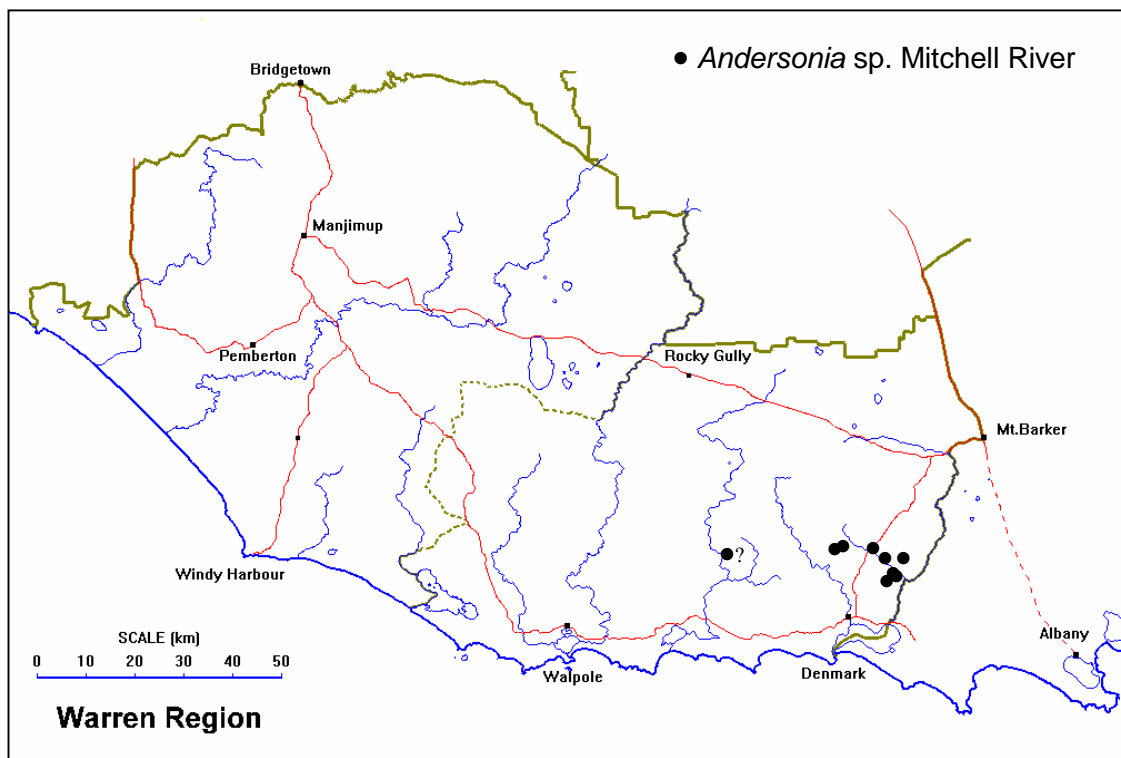 ● Andersonia sp. Mitchell River
Bridgetown
Manjimup
Pemberton
Rocky Gully
Mt.Barker
?
Windy Harbour
SCALE (km)
0 10 20 30 40 50
Walpole
Denmark
Albany
Warren Region